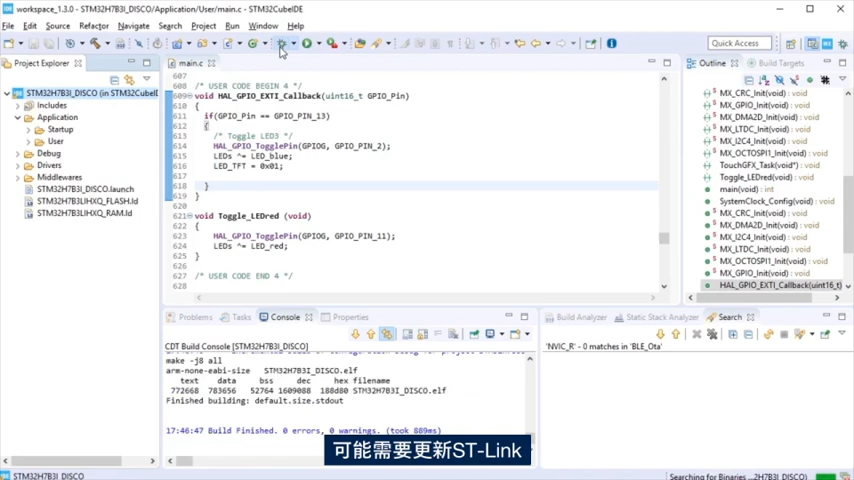 workspace_1.3.0 - STM32H7B3I_DISCO/Application/User/main.c - STM32CubeIDE
File Edit Source Refactor Navigate Search Project Run Window Help
Quick Access
Project Explorer
STM32H7B3I_DISCO (in STM32CubeI
Includes
Application
Startup
User
Debug
Drivers
Middlewares
STM32H7B3I_DISCO.launch
STM32H7B3LIHXQ_FLASH.ld
STM32H7B3LIHXQ_RAM.ld
main.c
607
608 /* USER CODE BEGIN 4 */
609 void HAL_GPIO_EXTI_Callback(uint16_t GPIO_Pin)
610 {
611 if(GPIO_Pin == GPIO_PIN_13)
612 {
613 /* Toggle LED3 */
614 HAL_GPIO_TogglePin(GPIOG, GPIO_PIN_2);
615 LEDs ^= LED_blue;
616 LED_TFT = 0x01;
617
618 }
619 }
620
621 void Toggle_LEDred (void)
622 {
623 HAL_GPIO_TogglePin(GPIOG, GPIO_PIN_11);
624 LEDs ^= LED_red;
625 }
626
627 /* USER CODE END 4 */
628
Outline
Build Targets
MX_CRC_Init(void) : void
MX_GPIO_Init(void) : void
MX_LTDC_Init(void) : void
MX_I2C4_Init(void) : void
MX_OCTOSPI1_Init(void) : void
TouchGFX_Task(void*) : void
Toggle_LEDred(void) : void
main(void) : int
SystemClock_Config(void) : void
MX_CRC_Init(void) : void
MX_DMA2D_Init(void) : void
MX_I2C4_Init(void) : void
MX_LTDC_Init(void) : void
MX_OCTOSPI1_Init(void) : void
MX_GPIO_Init(void) : void
HAL_GPIO_EXTI_Callback(uint16_t)
Problems Tasks Console Properties
CDT Build Console [STM32H7B3I_DISCO]
make -j8 all
arm-none-eabi-size STM32H7B3I_DISCO.elf
text data bss dec hex filename
772668 783656 52764 1609088 188d80 STM32H7B3I_DISCO.elf
Finished building: default.size.stdout
17:46:47 Build Finished. 0 errors, 0 warnings. (took 809ms)
Build Analyzer Static Stack Analyzer Search
'NVIC_R' - 0 matches in 'BLE_Ota'
可能需要更新ST-Link
STM32H7B3I_DISCO
Searching for Binaries ...2H7B3I_DISCO)